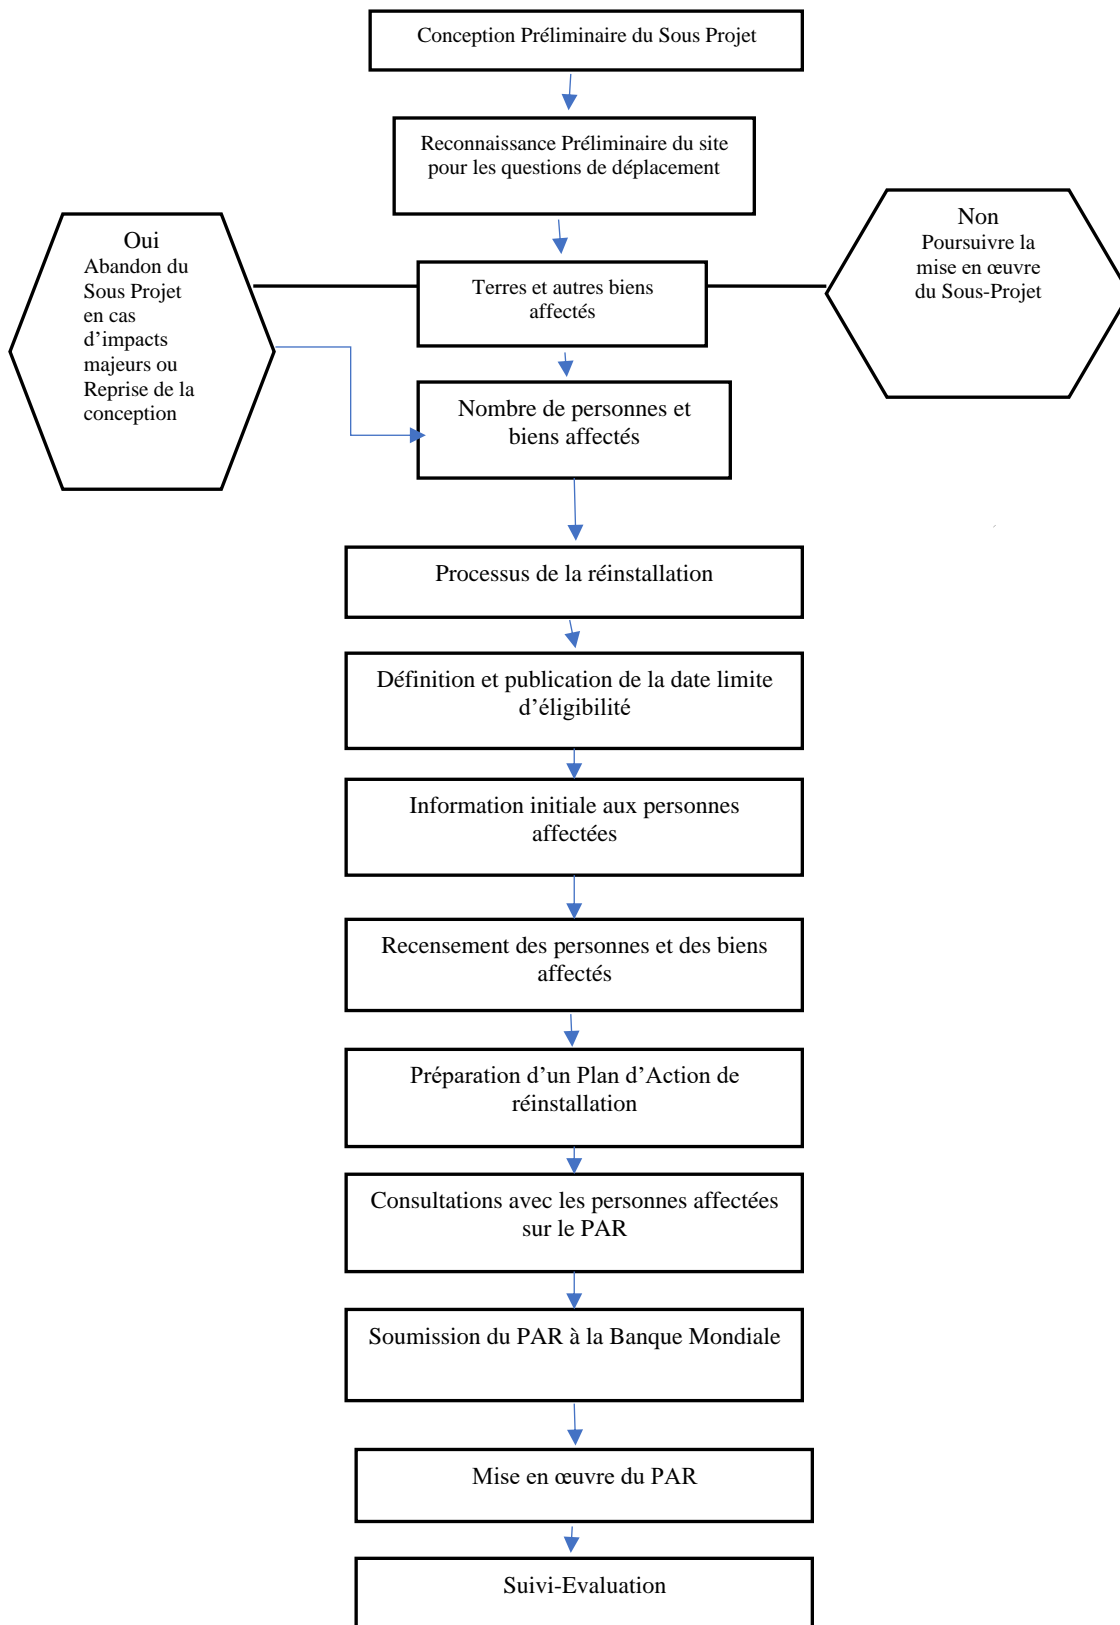 Conception Préliminaire du Sous Projet
Reconnaissance Préliminaire du site
pour les questions de déplacement
Oui
Abandon du
Sous Projet
en cas
d’impacts
majeurs ou
Reprise de la
conception
Terres et autres biens
affectés
Non
Poursuivre la
mise en œuvre
du Sous-Projet
Nombre de personnes et
biens affectés
Processus de la réinstallation
Définition et publication de la date limite
d’éligibilité
Information initiale aux personnes
affectées
Recensement des personnes et des biens
affectés
Préparation d’un Plan d’Action de
réinstallation
Consultations avec les personnes affectées
sur le PAR
Soumission du PAR à la Banque Mondiale
Mise en œuvre du PAR
Suivi-Evaluation